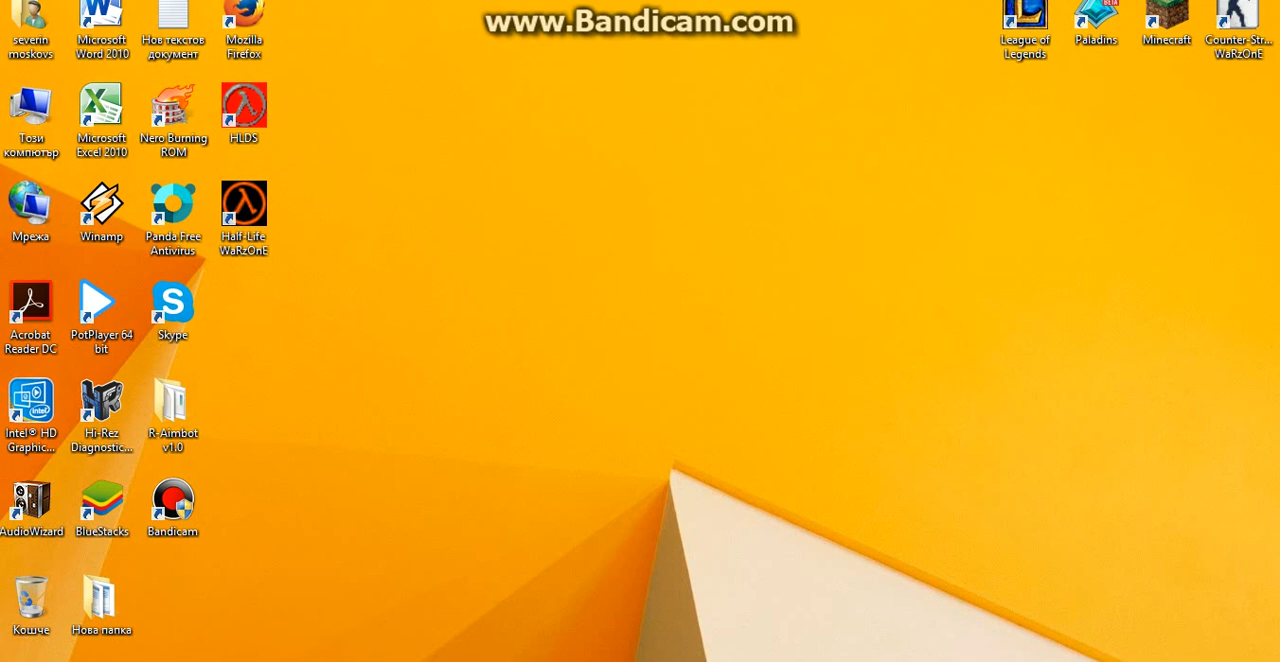 www.Bandicam.com
severin
moskovs
Microsoft
Word 2010
Нов текстов
документ
Mozilla
Firefox
League of
Legends
Paladins
Minecraft
Counter-Str...
WaRzOnE
Този
компютър
Microsoft
Excel 2010
Nero Burning
ROM
HLDS
Мрежа
Winamp
Panda Free
Antivirus
Half-Life
WaRzOnE
Acrobat
Reader DC
PotPlayer 64
bit
Skype
Intel® HD
Graphic...
Hi-Rez
Diagnostic...
R-Aimbot
v1.0
AudioWizard
BlueStacks
Bandicam
Кошче
Нова папка